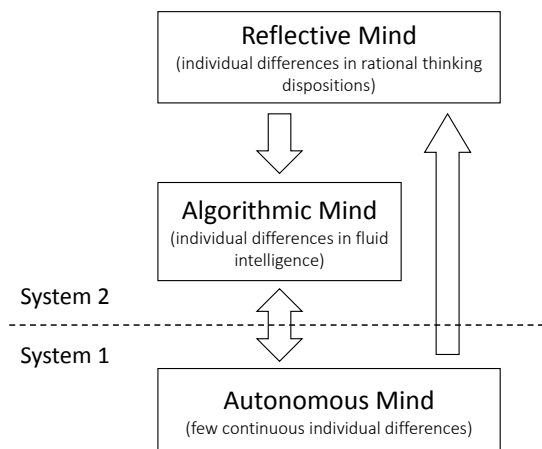 Reflective Mind
(individual differences in rational thinking
dispositions)
Algorithmic Mind
(individual differences in fluid
intelligence)
System 2
System 1
Autonomous Mind
(few continuous individual differences)